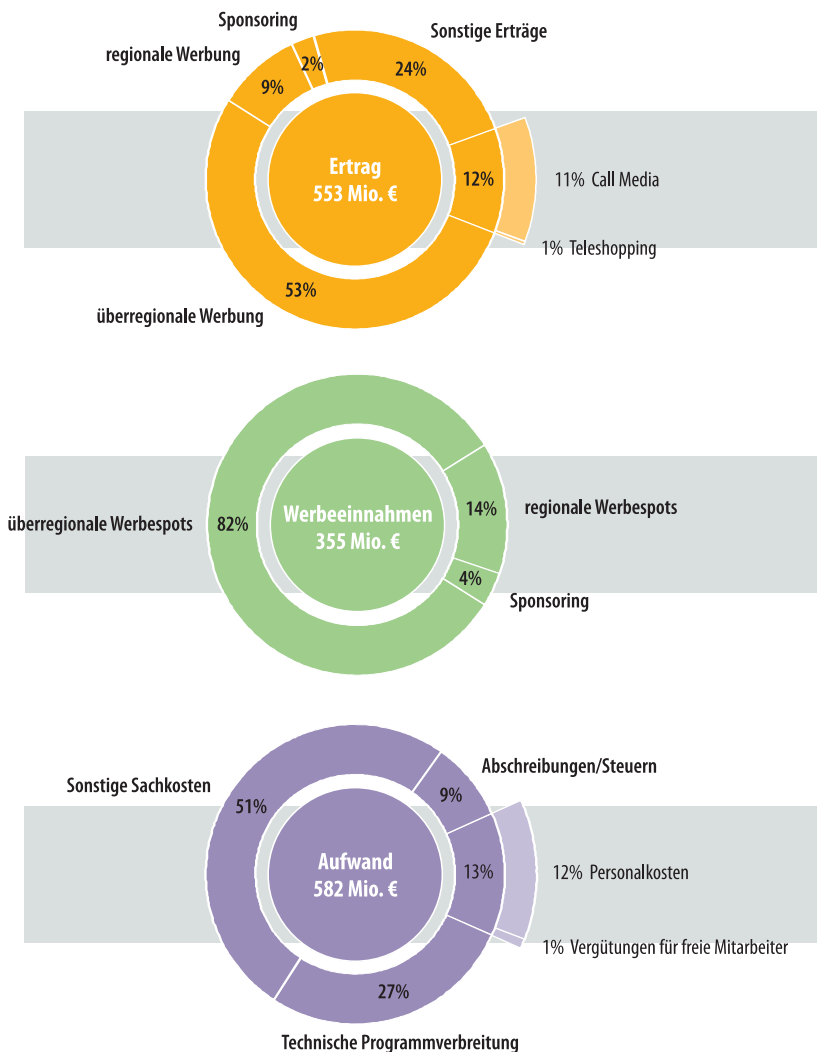 Sponsoring
Sonstige Erträge
regionale Werbung
2%
24%
9%
Ertrag
553 Mio. €
12%
11% Call Media
1% Teleshopping
53%
überregionale Werbung
Werbeeinnahmen
355 Mio. €
14%
regionale Werbespots
überregionale Werbespots
82%
4%
Sponsoring
Abschreibungen/Steuern
Sonstige Sachkosten
51%
9%
Aufwand
582 Mio. €
13%
12% Personalkosten
1% Vergütungen für freie Mitarbeiter
27%
Technische Programmverbreitung